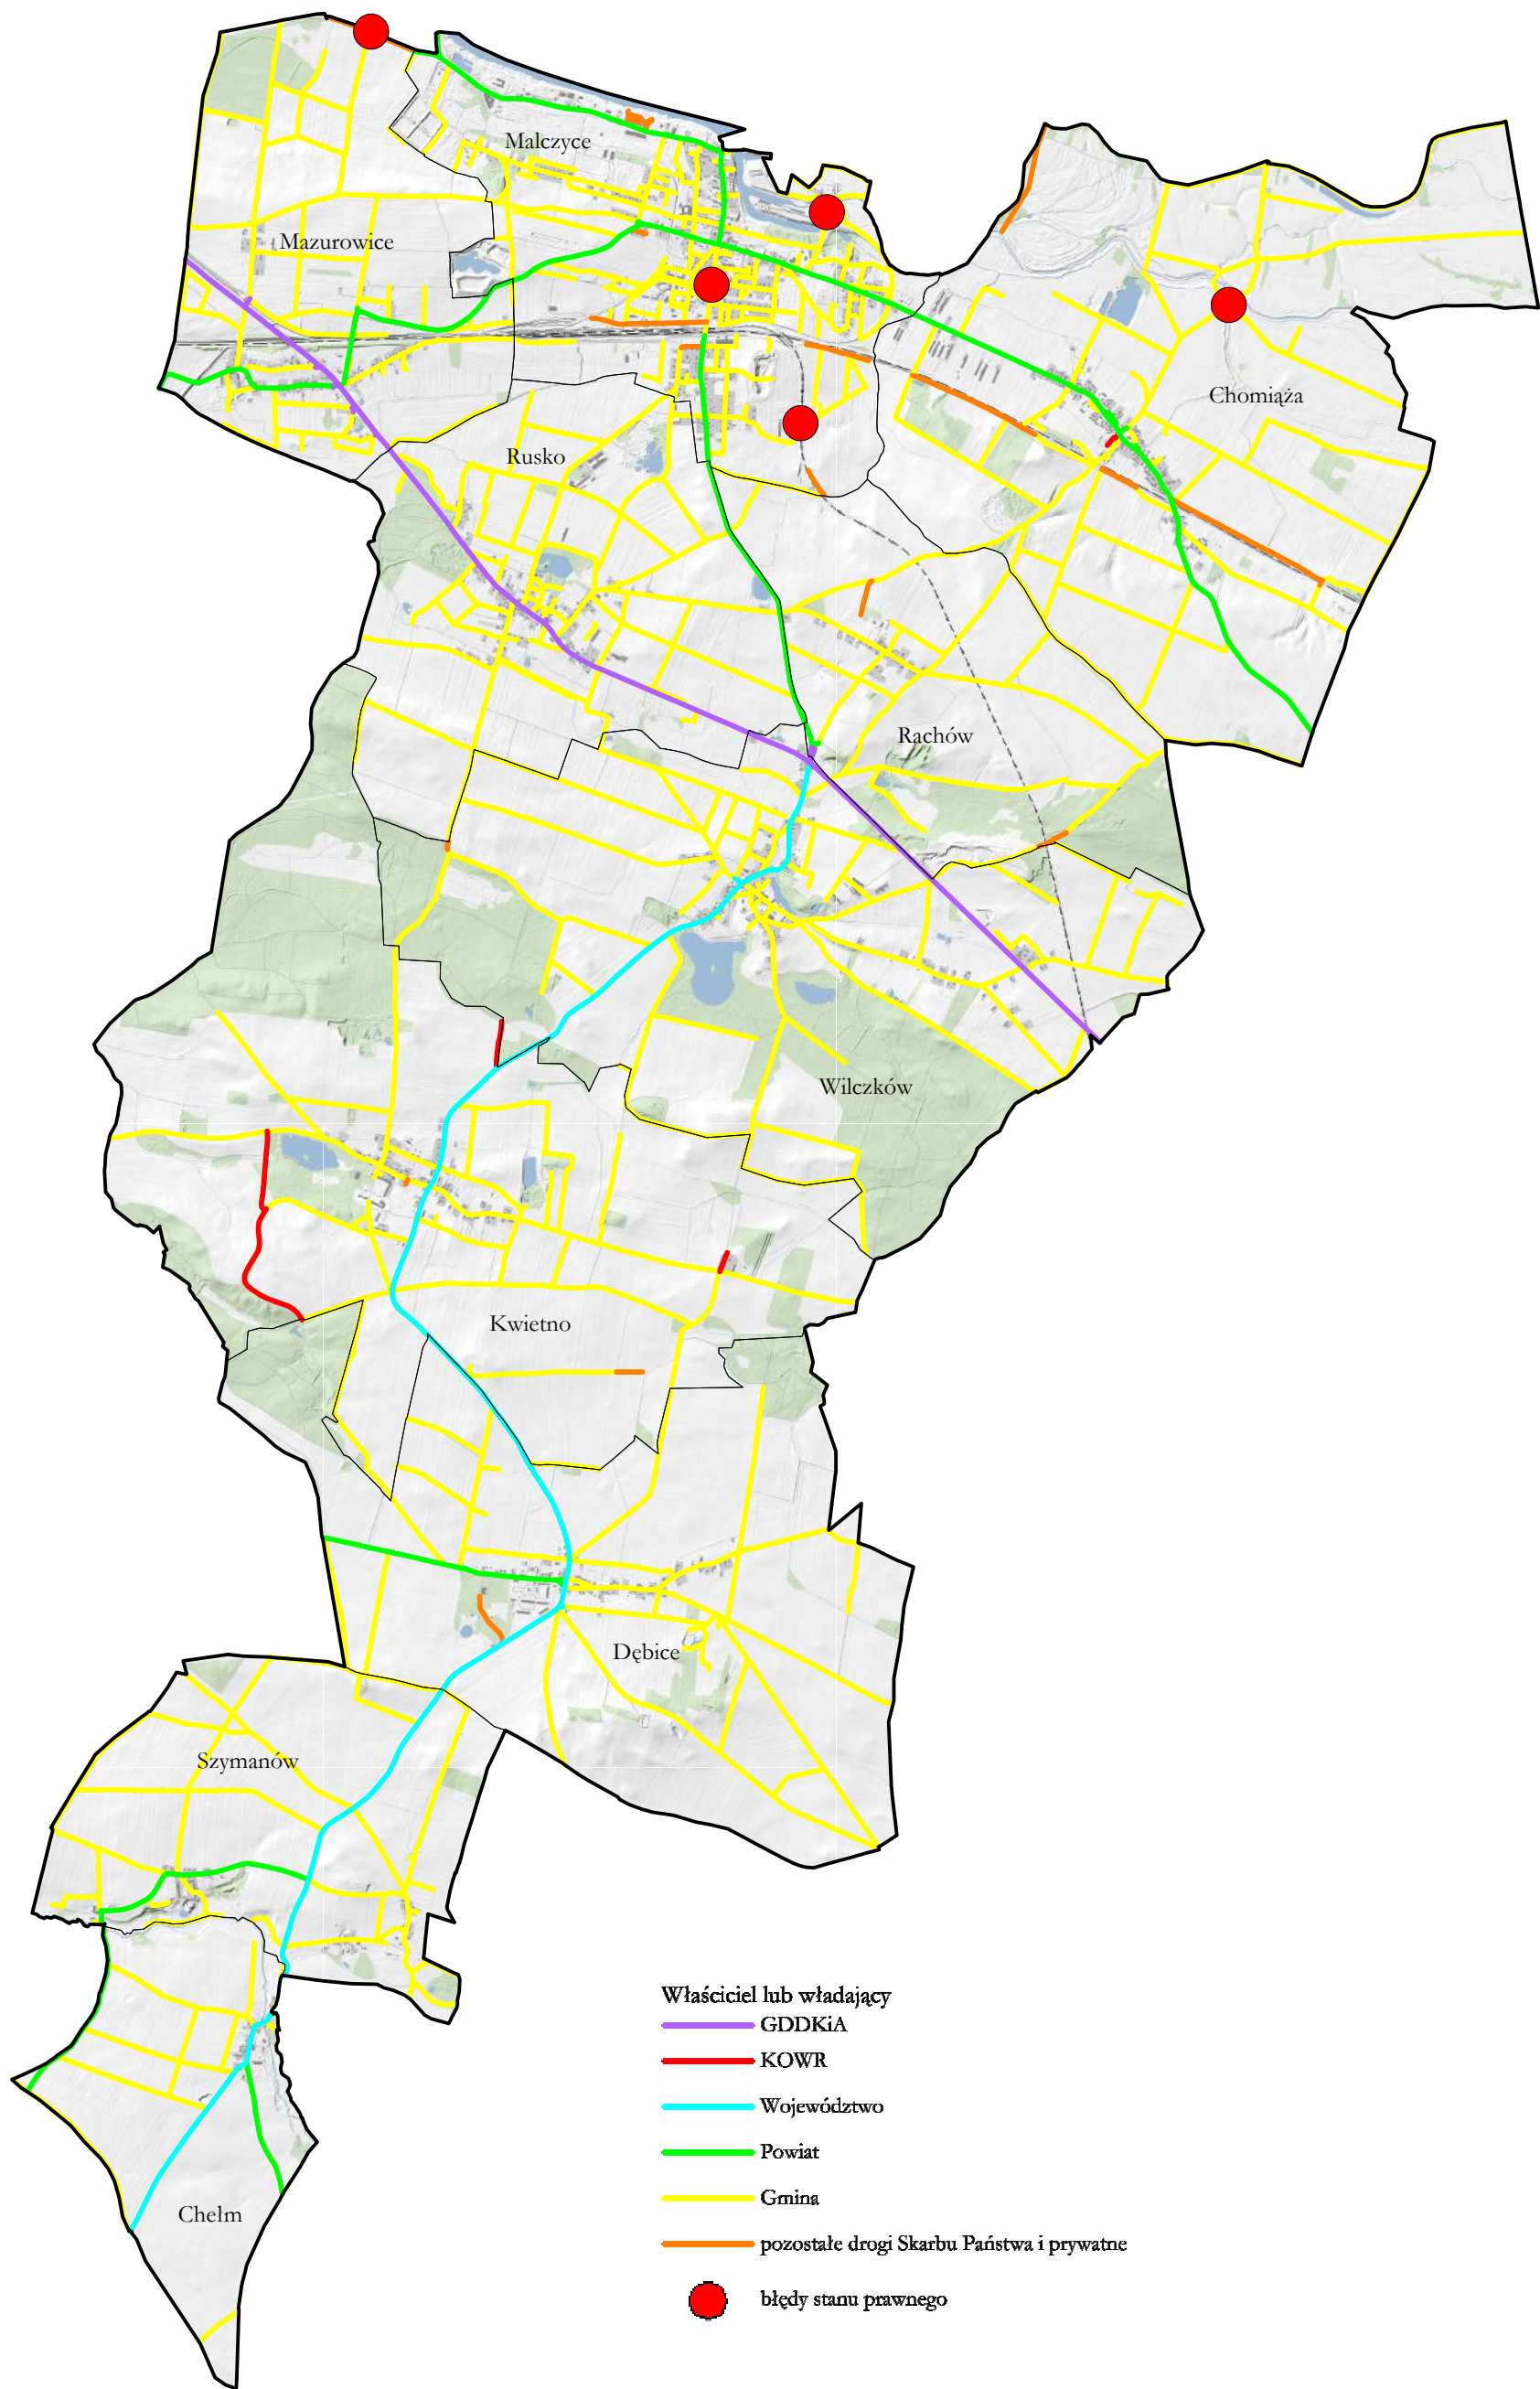 Malczyce
Mazurowice
Chomiąża
Rusko
Rachów
Wilczków
Kwietno
Dębice
Szymanów
Chełm
Właściciel lub władający
GDDKiA
KOWR
Województwo
Powiat
Gmina
pozostałe drogi Skarbu Państwa i prywatne
błędy stanu prawnego